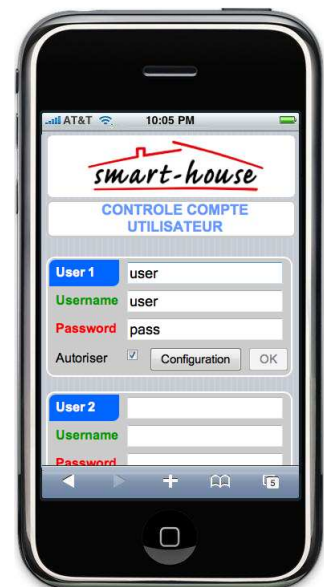 AT&T 10:05 PM
smart-house
CONTROLE COMPTE
UTILISATEUR
User 1 user
Username user
Password pass
Autoriser Configuration OK
User 2
Username
Password
5